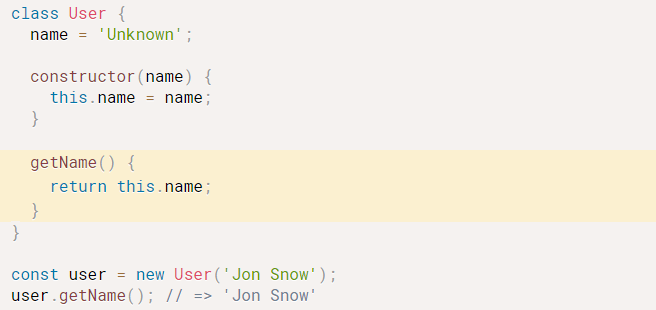 class User {
  name = 'Unknown';

  constructor(name) {
    this.name = name;
  }

  getName() {
    return this.name;
  }
}

const user = new User('Jon Snow');
user.getName(); // => 'Jon Snow'